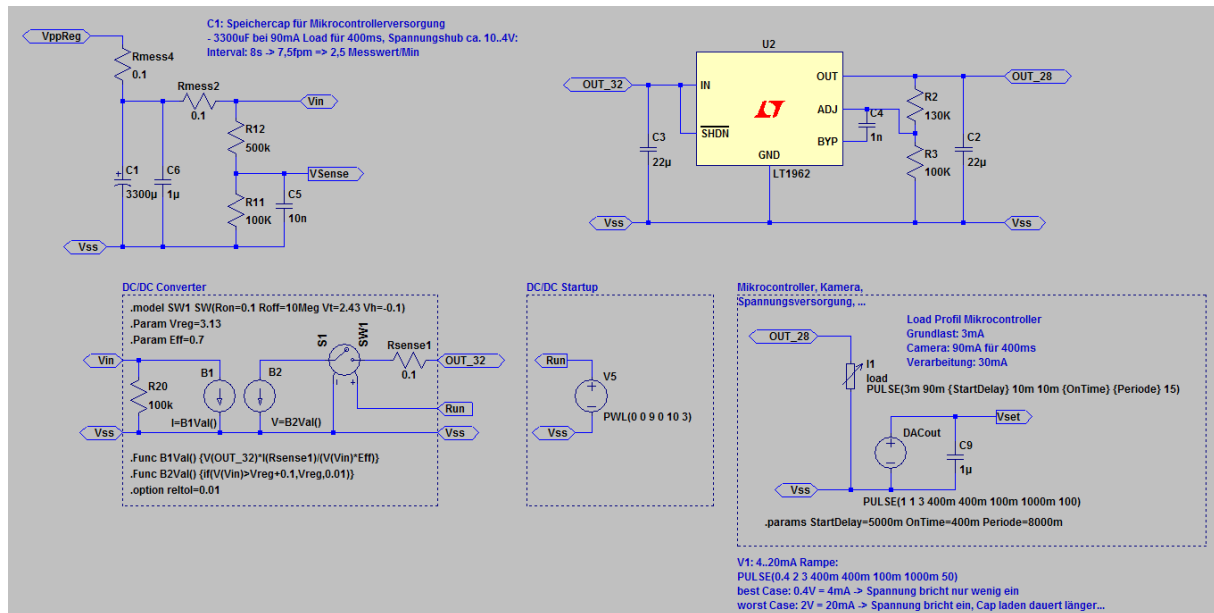 C1: Speichercap für Mikrocontrollerversorgung
- 3300uF bei 90mA Load für 400ms, Spannungshub ca. 10..4V:
Interval: 8s -> 7,5fpm => 2,5 Messwert/Min
VppReg
Rmess4
0.1
Rmess2
0.1
Vin
R12
500k
VSense
C1
3300µ
C6
1µ
R11
100K
C5
10n
Vss
U2
OUT_32
IN
OUT
OUT_28
SHDN
ADJ
BYP
GND
LT1962
C3
22µ
C4
1n
R2
130K
R3
100K
C2
22µ
Vss
Vss
DC/DC Converter
.model SW1 SW(Ron=0.1 Roff=10Meg Vt=2.43 Vh=-0.1)
.Param Vreg=3.13
.Param Eff=0.7
Vin
R20
100k
B1
I=B1Val()
B2
V=B2Val()
S1
SW1
Rsense1
0.1
OUT_32
Run
Vss
Vss
.Func B1Val() {V(OUT_32)*I(Rsense1)/(V(Vin)*Eff)}
.Func B2Val() {if(V(Vin)>Vreg+0.1,Vreg,0.01)}
.option reltol=0.01
DC/DC Startup
Run
V5
PWL(0 0 9 0 10 3)
Vss
Mikrocontroller, Kamera,
Spannungsversorgung, ...
Load Profil Mikrocontroller
Grundlast: 3mA
Camera: 90mA für 400ms
Verarbeitung: 30mA
OUT_28
I1
load
PULSE(3m 90m {StartDelay} 10m 10m {OnTime} {Periode} 15)
Vset
DACout
C9
1µ
Vss
PULSE(1 1 3 400m 400m 100m 1000m 100)
.params StartDelay=5000m OnTime=400m Periode=8000m
V1: 4..20mA Rampe:
PULSE(0.4 2 3 400m 400m 100m 1000m 50)
best Case: 0.4V = 4mA -> Spannung bricht nur wenig ein
worst Case: 2V = 20mA -> Spannung bricht ein, Cap laden dauert länger...